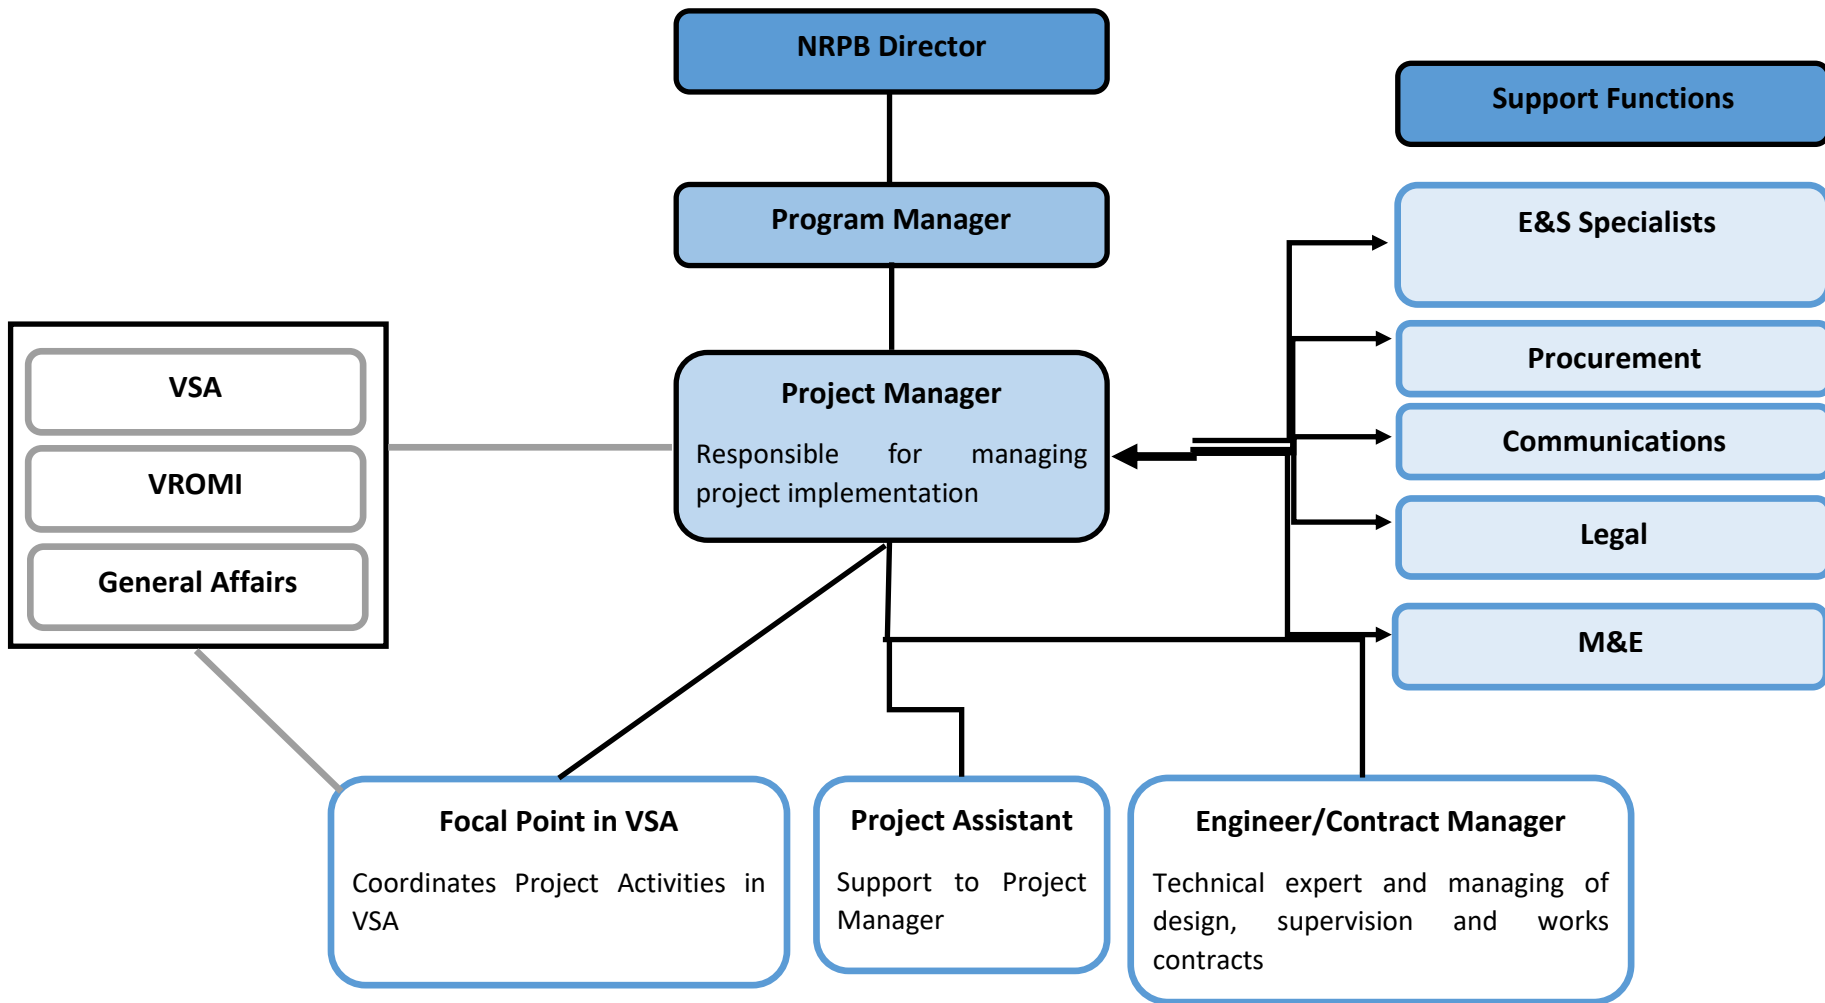 NRPB Director
Support Functions
Program Manager
E&S Specialists
Procurement
Communications
Legal
M&E
VSA
VROMI
General Affairs
Project Manager
Responsible for managing
project implementation
Focal Point in VSA
Coordinates Project Activities in
VSA
Project Assistant
Support to Project
Manager
Engineer/Contract Manager
Technical expert and managing of
design, supervision and works
contracts